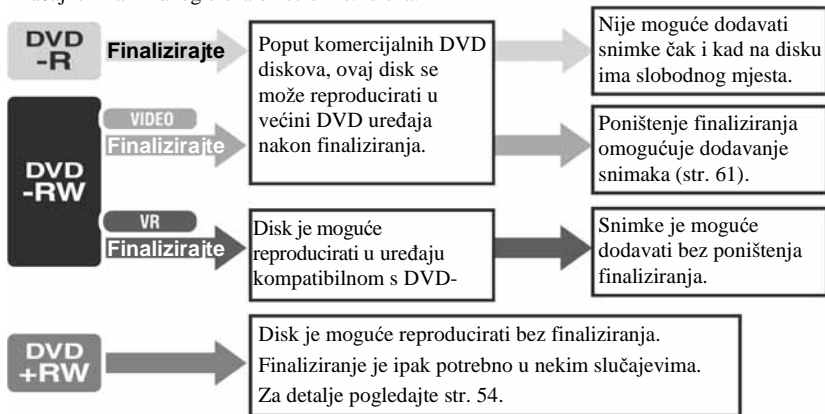 DVD
-R
Finalizirajte
Poput komercijalnih DVD
diskova, ovaj disk se
može reproducirati u
većini DVD uređaja
nakon finaliziranja.
Nije moguće dodavati
snimke čak i kad na disku
ima slobodnog mjesta.
DVD
-RW
VIDEO
Finalizirajte
Poništenje finaliziranja
omogućuje dodavanje
snimaka (str. 61).
VR
Finalizirajte
Disk je moguće
reproducirati u uređaju
kompatibilnom s DVD-
Snimke je moguće
dodavati bez poništenja
finaliziranja.
DVD
+RW
Disk je moguće reproducirati bez finaliziranja.
Finaliziranje je ipak potrebno u nekim slučajevima.
Za detalje pogledajte str. 54.